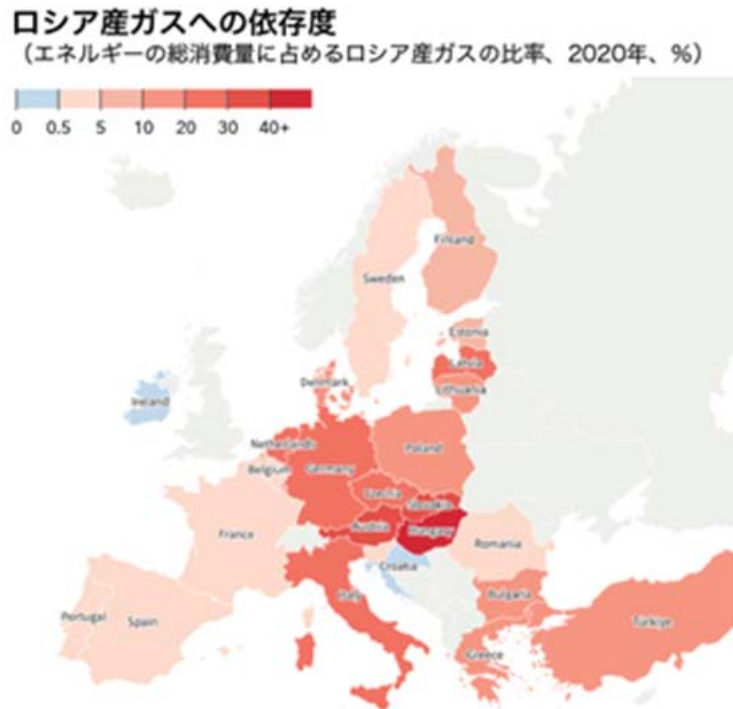 ロシア産ガスへの依存度
（エネルギーの総消費量に占めるロシア産ガスの比率、2020年、%）
0 0.5 5 10 20 30 40+
Finland
Sweden
Estonia
Latvia
Lithuania
Denmark
Ireland
Netherlands
Poland
Belgium
Germany
Czechia
Slovakia
Austria
Hungary
France
Romania
Croatia
Italy
Bulgaria
Portugal
Spain
Türkiye
Greece